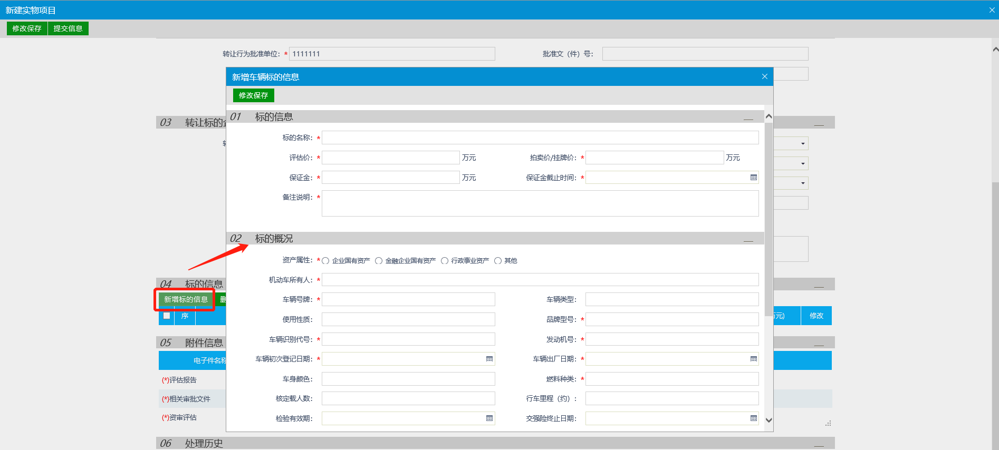 新建实物项目
修改保存 提交信息
转让行为批准单位: * 1111111 批准文（件）号:
新增车辆标的信息
修改保存
01 标的信息
标的名称: *
评估价: * 万元 拍卖价/挂牌价: * 万元
保证金: * 万元 保证金截止时间: *
备注说明: *
02 标的概况
资产属性: * 企业国有资产 金融企业国有资产 行政事业资产 其他
机动车所有人: *
车辆号牌: * 车辆类型:
使用性质: 品牌型号: *
车辆识别代号: * 发动机号: *
车辆初次登记日期: * 车辆出厂日期: *
车身颜色: 燃料种类: *
核定载人数: 行车里程（约）:
检验有效期: 交强险终止日期:
03 转让标的
04 标的信息
新增标的信息 删
序 万元) 修改
05 附件信息
电子件名称
(*)评估报告
(*)相关审批文件
(*)资审评估
06 处理历史